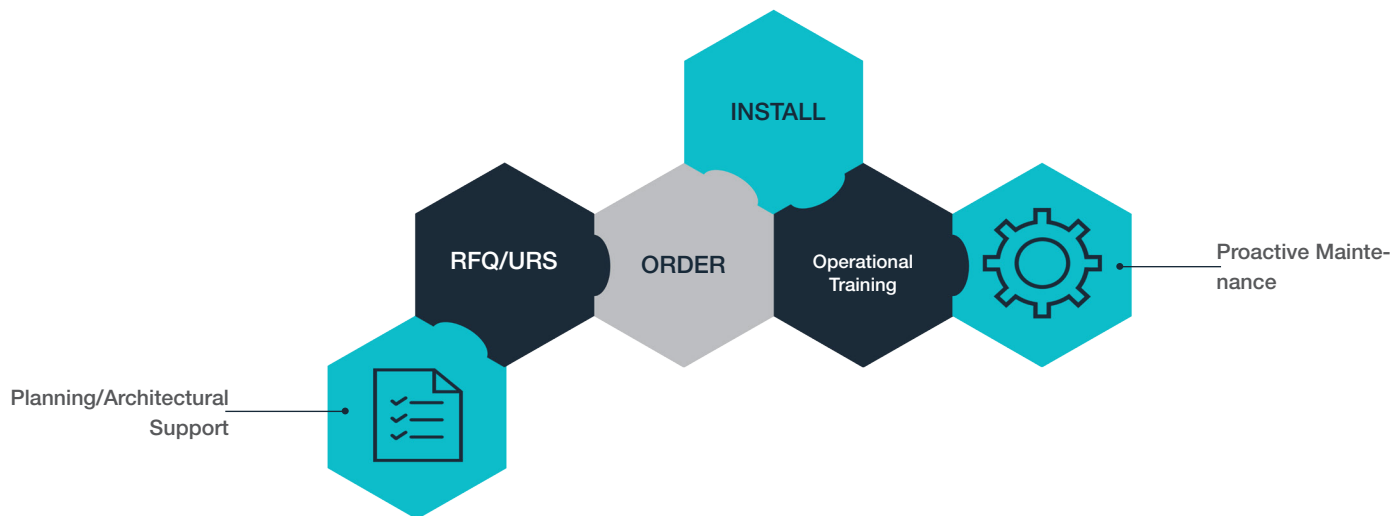 INSTALL
RFQ/URS
ORDER
Operational
Training
Proactive Mainte-
nance
Planning/Architectural
Support